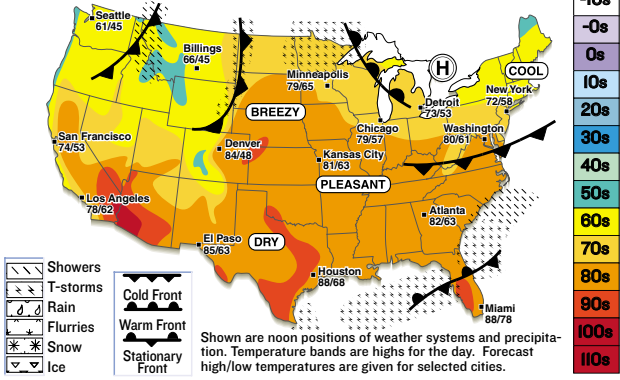 Seattle
61/45
Billings
66/45
Minneapolis
79/65
H
COOL
New York
72/58
BREEZY
Detroit
73/53
Chicago
79/57
Washington
80/61
San Francisco
74/53
Denver
84/48
Kansas City
81/63
PLEASANT
Los Angeles
78/62
Atlanta
82/63
El Paso
85/63
DRY
Houston
88/68
Miami
88/78
Showers
T-storms
Rain
Flurries
Snow
Ice
Cold Front
Warm Front
Stationary
Front
Shown are noon positions of weather systems and precipita-
tion. Temperature bands are highs for the day. Forecast
high/low temperatures are given for selected cities.
-10s
-0s
0s
10s
20s
30s
40s
50s
60s
70s
80s
90s
100s
110s